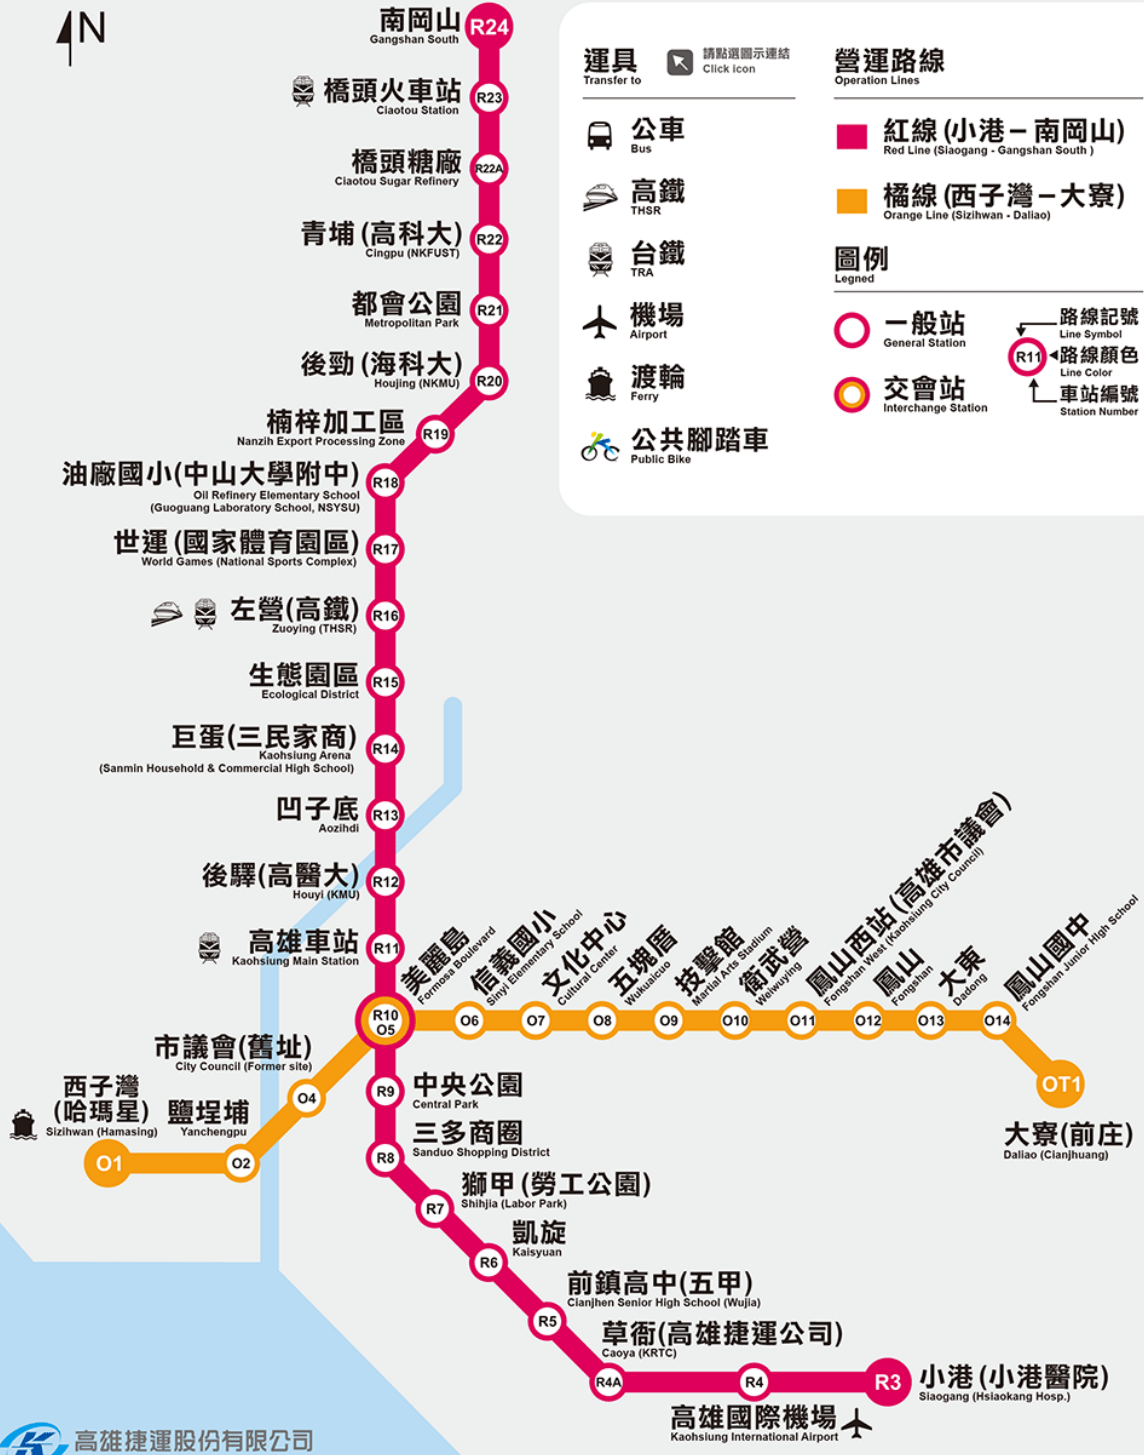 N
南岡山
Gangshan South
R24
橋頭火車站
Ciaotou Station
R23
橋頭糖廠
Ciaotou Sugar Refinery
R22A
青埔 (高科大)
Cingpu (NKFUST)
R22
都會公園
Metropolitan Park
R21
後勁 (海科大)
Houjing (NKMU)
R20
楠梓加工區
Nanzih Export Processing Zone
R19
油廠國小(中山大學附中)
Oil Refinery Elementary School
(Guoguang Laboratory School, NSYSU)
R18
世運 (國家體育園區)
World Games (National Sports Complex)
R17
左營(高鐵)
Zuoying (THSR)
R16
生態園區
Ecological District
R15
巨蛋(三民家商)
Kaohsiung Arena
(Sanmin Household & Commercial High School)
R14
凹子底
Aozihdi
R13
後驛(高醫大)
Houyi (KMU)
R12
高雄車站
Kaohsiung Main Station
R11
運具
Transfer to
請點選圖示連結
Click icon
公車
Bus
高鐵
THSR
台鐵
TRA
機場
Airport
渡輪
Ferry
公共腳踏車
Public Bike
營運路線
Operation Lines
紅線 (小港－南岡山)
Red Line (Siaogang - Gangshan South )
橘線 (西子灣－大寮)
Orange Line (Sizihwan - Daliao)
圖例
Legned
一般站
General Station
交會站
Interchange Station
R11
路線記號
Line Symbol
路線顏色
Line Color
車站編號
Station Number
美麗島
Formosa Boulevard
R10
O5
信義國小
Sinyi Elementary School
O6
文化中心
Cultural Center
O7
五塊厝
Wukuaicuo
O8
技擊館
Martial Arts Stadium
O9
衛武營
Weiwuying
O10
鳳山西站 (高雄市議會)
Fongshan West (Kaohsiung City Council)
O11
鳳山
Fongshan
O12
大東
Dadong
O13
鳳山國中
Fongshan Junior High School
O14
OT1
大寮(前庄)
Daliao (Cianjhuang)
市議會(舊址)
City Council (Former site)
O4
鹽埕埔
Yanchengpu
O2
西子灣
(哈瑪星)
Sizihwan (Hamasing)
O1
R9
中央公園
Central Park
R8
三多商圈
Sanduo Shopping District
R7
獅甲 (勞工公園)
Shihjia (Labor Park)
R6
凱旋
Kaisyuan
R5
前鎮高中(五甲)
Cianjhen Senior High School (Wujia)
R4A
草衙(高雄捷運公司)
Caoya (KRTC)
R4
高雄國際機場
Kaohsiung International Airport
R3
小港 (小港醫院)
Siaogang (Hsiaokang Hosp.)
高雄捷運股份有限公司